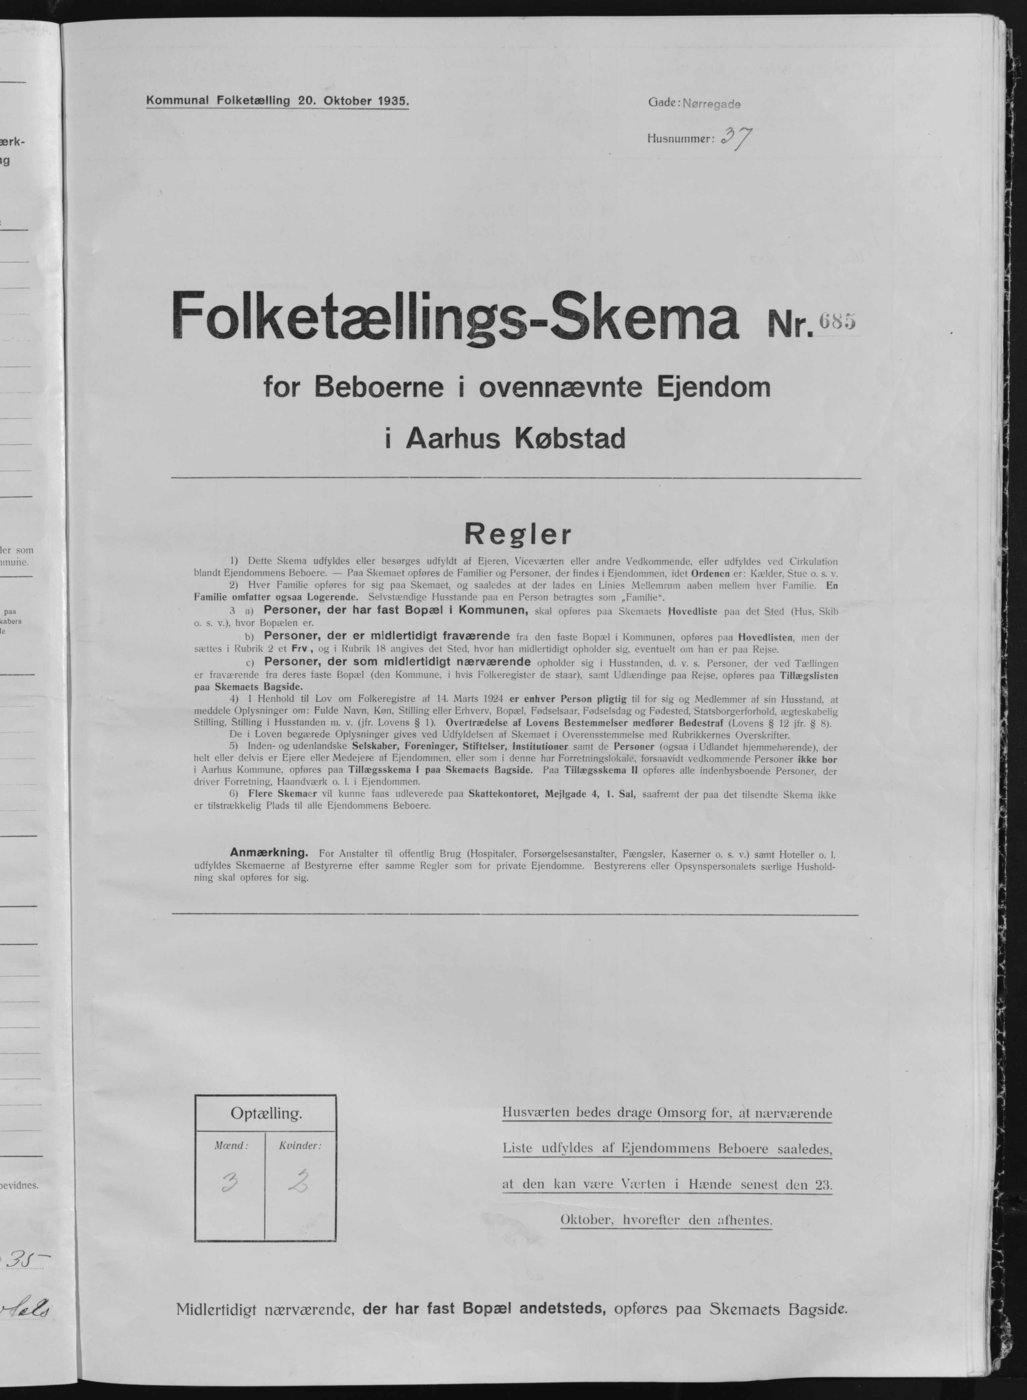 Kommunal Folketælling 20. Oktober 1935.
Gade: Nørregade
Husnummer: 37
Folketællings-Skema Nr. 685
for Beboerne i ovennævnte Ejendom
i Aarhus Købstad
Regler
1) Dette Skema udfyldes eller besørges udfyldt af Ejeren, Viceværten eller andre Vedkommende, eller udfyldes ved Cirkulation
blandt Ejendommens Beboere. — Paa Skemaet opføres de Familier og Personer, der findes i Ejendommen, idet Ordenen er: Kælder, Stue o. s. v.
2) Hver Familie opføres for sig paa Skemaet, og saaledes at der lades en Linies Mellemrum aaben mellem hver Familie. En
Familie omfatter ogsaa Logerende. Selvstændige Husstande paa en Person betragtes som „Familie“.
3 a) Personer, der har fast Bopæl i Kommunen, skal opføres paa Skemaets Hovedliste paa det Sted (Hus, Skib
o. s. v.), hvor Bopælen er.
b) Personer, der er midlertidigt fraværende fra den faste Bopæl i Kommunen, opføres paa Hovedlisten, men der
sættes i Rubrik 2 et Frv., og i Rubrik 18 angives det Sted, hvor han midlertidigt opholder sig, eventuelt om han er paa Rejse.
c) Personer, der som midlertidigt nærværende opholder sig i Husstanden, d. v. s. Personer, der ved Tællingen
er fraværende fra deres faste Bopæl (den Kommune, i hvis Folkeregister de staar), samt Udlændinge paa Rejse, opføres paa Tillægslisten
paa Skemaets Bagside.
4) I Henhold til Lov om Folkeregistre af 14. Marts 1924 er enhver Person pligtig til for sig og Medlemmer af sin Husstand, at
meddele Oplysninger om: Fulde Navn, Køn, Stilling eller Erhverv, Bopæl, Fødselsaar, Fødselsdag og Fødested, Statsborgerforhold, ægteskabelig
Stilling, Stilling i Husstanden m. v. (jfr. Lovens § 1). Overtrædelse af Lovens Bestemmelser medfører Bødestraf (Lovens § 12 jfr. § 8).
De i Loven begærede Oplysninger gives ved Udfyldelsen af Skemaet i Overensstemmelse med Rubrikkernes Overskrifter.
5) Inden- og udenlandske Selskaber, Foreninger, Stiftelser, Institutioner samt de Personer (ogsaa i Udlandet hjemmehørende), der
helt eller delvis er Ejere eller Medejere af Ejendommen, eller som i denne har Forretningslokale, forsaavidt vedkommende Personer ikke bor
i Aarhus Kommune, opføres paa Tillægsskema I paa Skemaets Bagside. Paa Tillægsskema II opføres alle indenbysboende Personer, der
driver Forretning, Haandværk o. l. i Ejendommen.
6) Flere Skemaer vil kunne faas udleverede paa Skattekontoret, Mejlgade 4, 1. Sal, saafremt der paa det tilsendte Skema ikke
er tilstrækkelig Plads til alle Ejendommens Beboere.
Anmærkning. For Anstalter til offentlig Brug (Hospitaler, Forsørgelsesanstalter, Fængsler, Kaserner o. s. v.) samt Hoteller o. l.
udfyldes Skemaerne af Bestyrerne efter samme Regler som for private Ejendomme. Bestyrerens eller Opsynspersonalets særlige Hushold-
ning skal opføres for sig.
Optælling.
Mænd: Kvinder:
3 2
Husværten bedes drage Omsorg for, at nærværende
Liste udfyldes af Ejendommens Beboere saaledes,
at den kan være Værten i Hænde senest den 23.
Oktober, hvorefter den afhentes.
Midlertidigt nærværende, der har fast Bopæl andetsteds, opføres paa Skemaets Bagside.